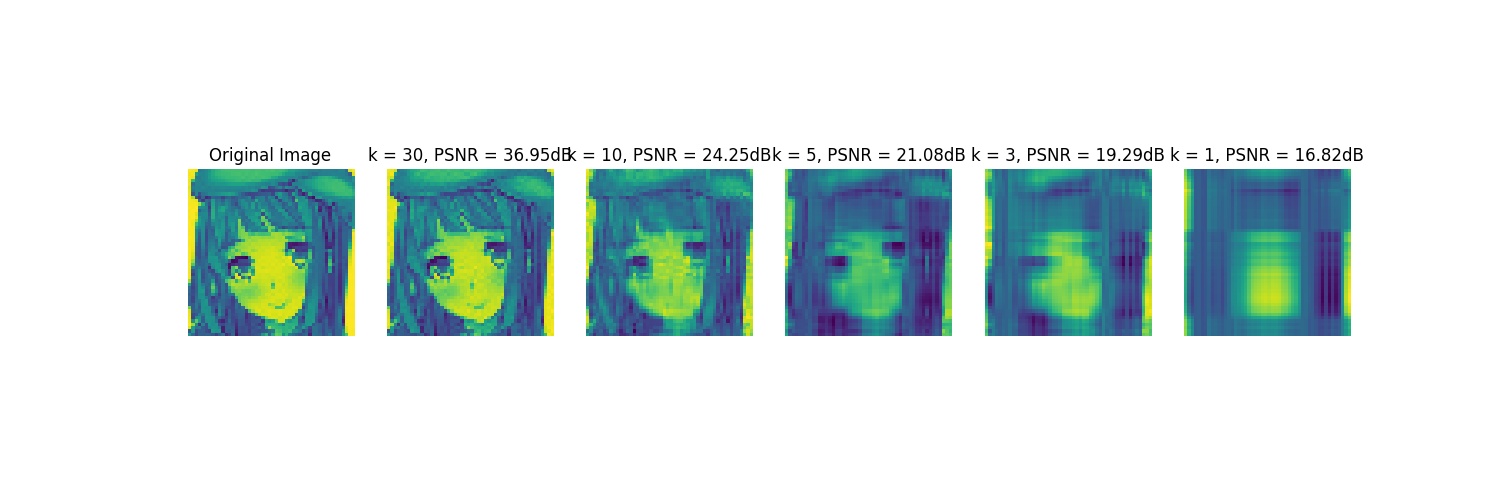 Original Image
k = 30, PSNR = 36.95dB
k = 10, PSNR = 24.25dB
k = 5, PSNR = 21.08dB
k = 3, PSNR = 19.29dB
k = 1, PSNR = 16.82dB